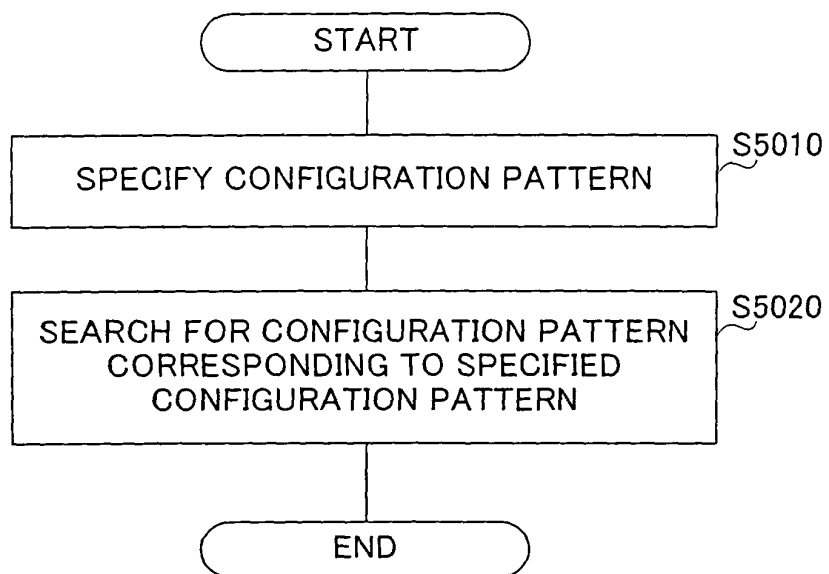 START
S5010
SPECIFY CONFIGURATION PATTERN
S5020
SEARCH FOR CONFIGURATION PATTERN
CORRESPONDING TO SPECIFIED
CONFIGURATION PATTERN
END